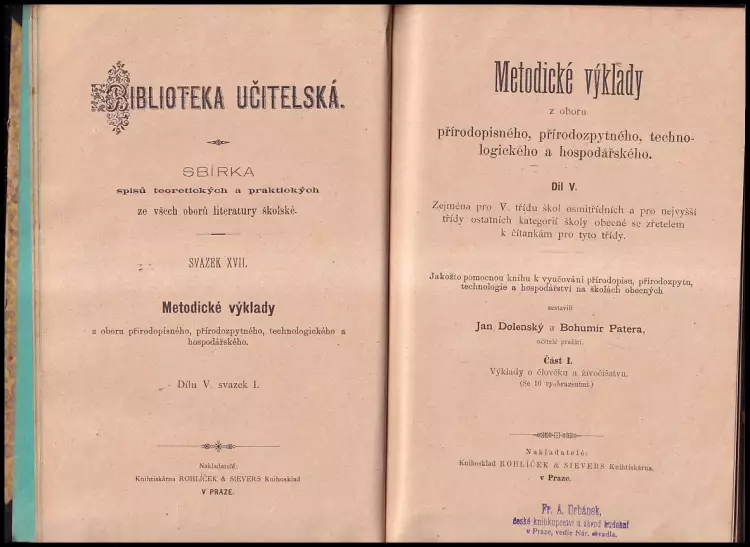 BIBLIOTEKA UČITELSKÁ.
SBÍRKA
spisů teoretických a praktických
ze všech oborů literatury školské.
SVAZEK XVII.
Metodické výklady
z oboru přírodopisného, přírodozpytného, technologického a
hospodářského.
Dílu V. svazek I.
Nakladatelé:
Knihtiskárna ROHLÍČEK & SIEVERS Knihosklad
V PRAZE.
Metodické výklady
z oboru
přírodopisného, přírodozpytného, techno-
logického a hospodářského.
Díl V.
Zejména pro V. třídu škol osmitřídních a pro nejvyšší
třídy ostatních kategorií školy obecné se zřetelem
k čítankám pro tyto třídy.
Jakožto pomocnou knihu k vyučování přírodopisu, přírodozpytu,
technologie a hospodářství na školách obecných
sestavili
Jan Dolenský a Bohumír Patera,
učitelé pražští.
Část I.
Výklady o člověku a živočišstvu.
(Se 16 vyobrazeními.)
Nakladatelé:
Knihosklad ROHLÍČEK & SIEVERS Knihtiskárna.
v Praze.
Fr. A. Urbánek,
české knihkupectví a závod hudební
v Praze, vedle Nár. divadla.